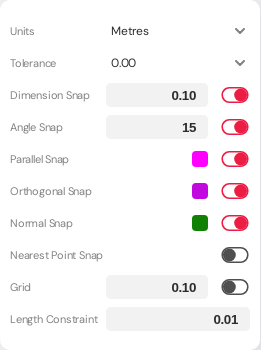 Units Metres
Tolerance 0.00
Dimension Snap 0.10
Angle Snap 15
Parallel Snap
Orthogonal Snap
Normal Snap
Nearest Point Snap
Grid 0.10
Length Constraint 0.01